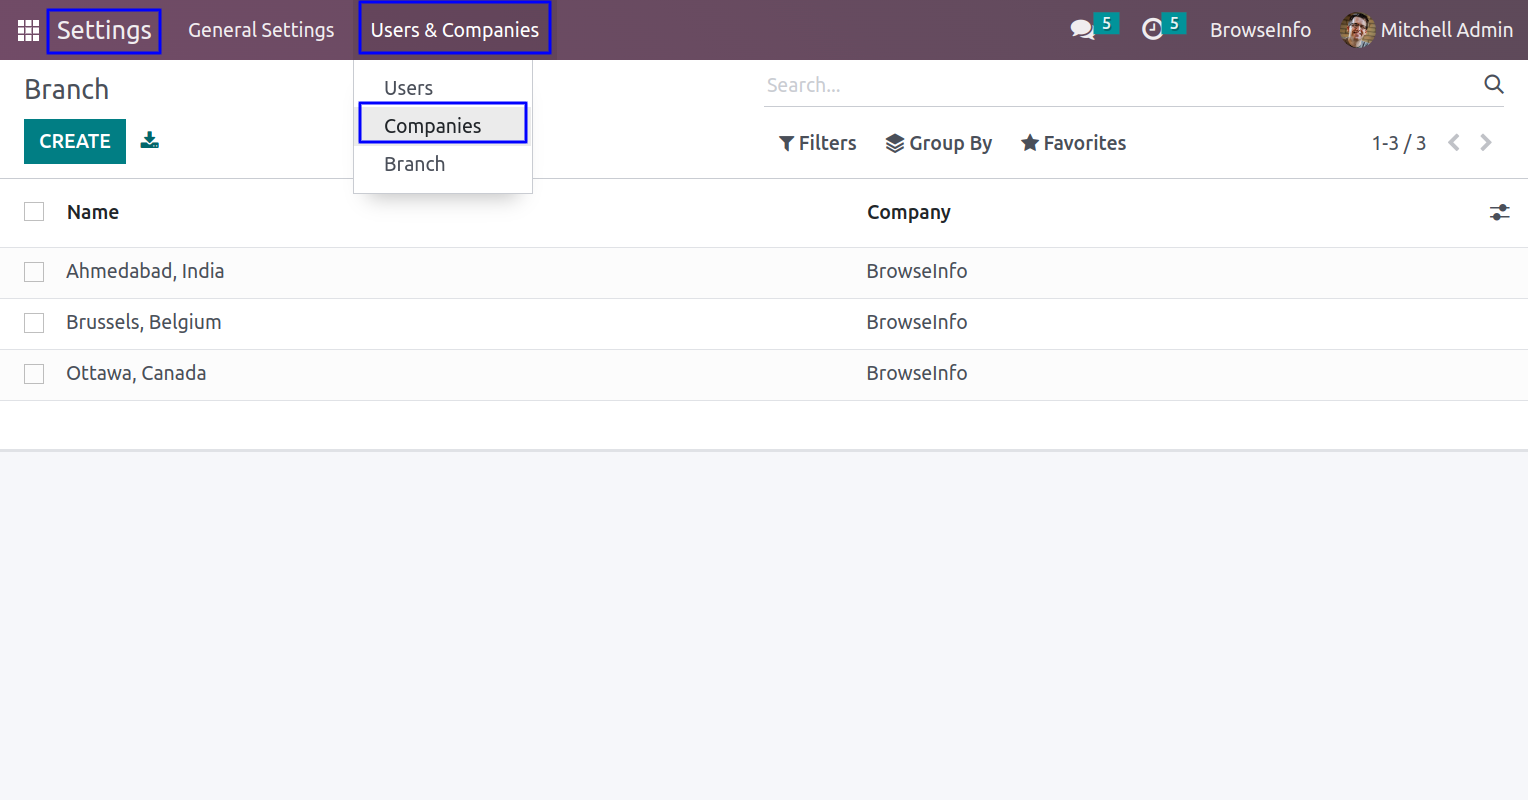 Settings General Settings Users & Companies 5 5 BrowseInfo Mitchell Admin
Branch
Users
Companies
Branch
Search...
CREATE
Filters Group By Favorites 1-3 / 3
Name Company
Ahmedabad, India BrowseInfo
Brussels, Belgium BrowseInfo
Ottawa, Canada BrowseInfo